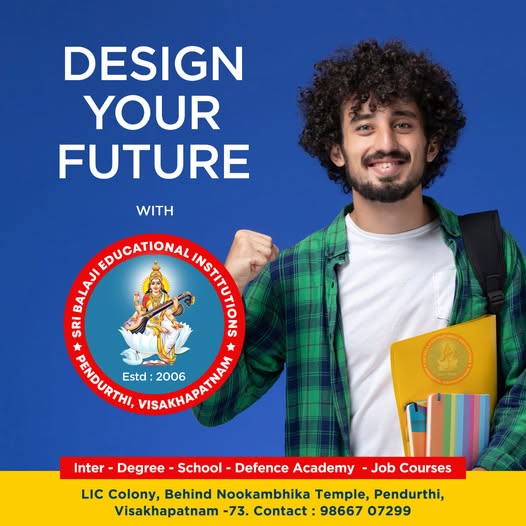 DESIGN
YOUR
FUTURE
WITH
SRI BALAJI EDUCATIONAL INSTITUTIONS
Estd : 2006
PENDURTHI, VISAKHAPATNAM
Inter - Degree - School - Defence Academy - Job Courses
LIC Colony, Behind Nookambhika Temple, Pendurthi,
Visakhapatnam -73. Contact : 98667 07299